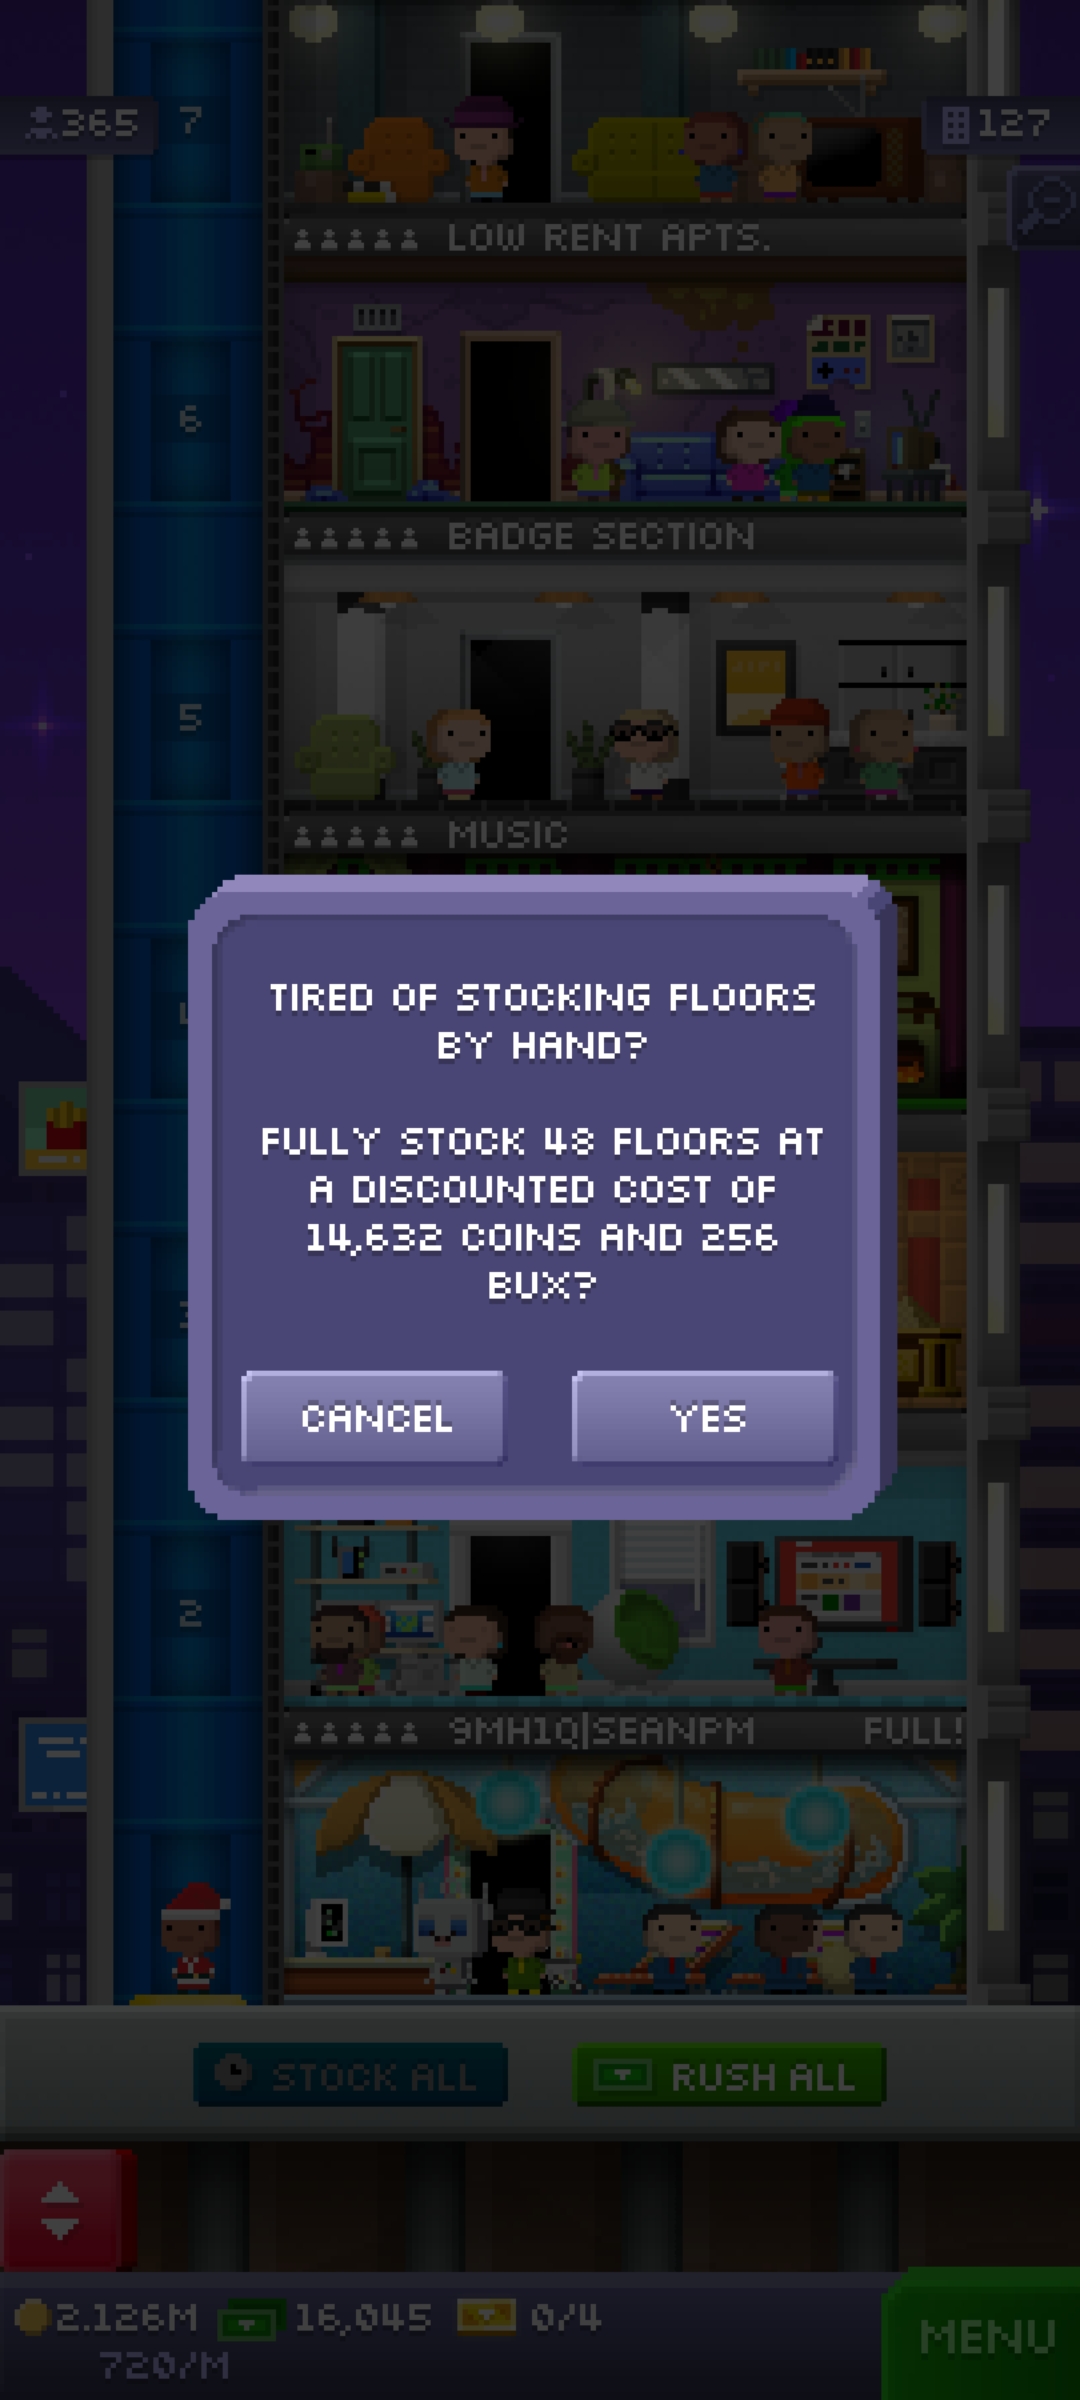 365
7
127
LOW RENT APTS.
6
BADGE SECTION
5
MUSIC
TIRED OF STOCKING FLOORS
BY HAND?
FULLY STOCK 48 FLOORS AT
A DISCOUNTED COST OF
14,632 COINS AND 256
BUX?
CANCEL
YES
2
9MH1Q|SEANPM
FULL!
STOCK ALL
RUSH ALL
2.126M
16,045
0/4
720/M
MENU